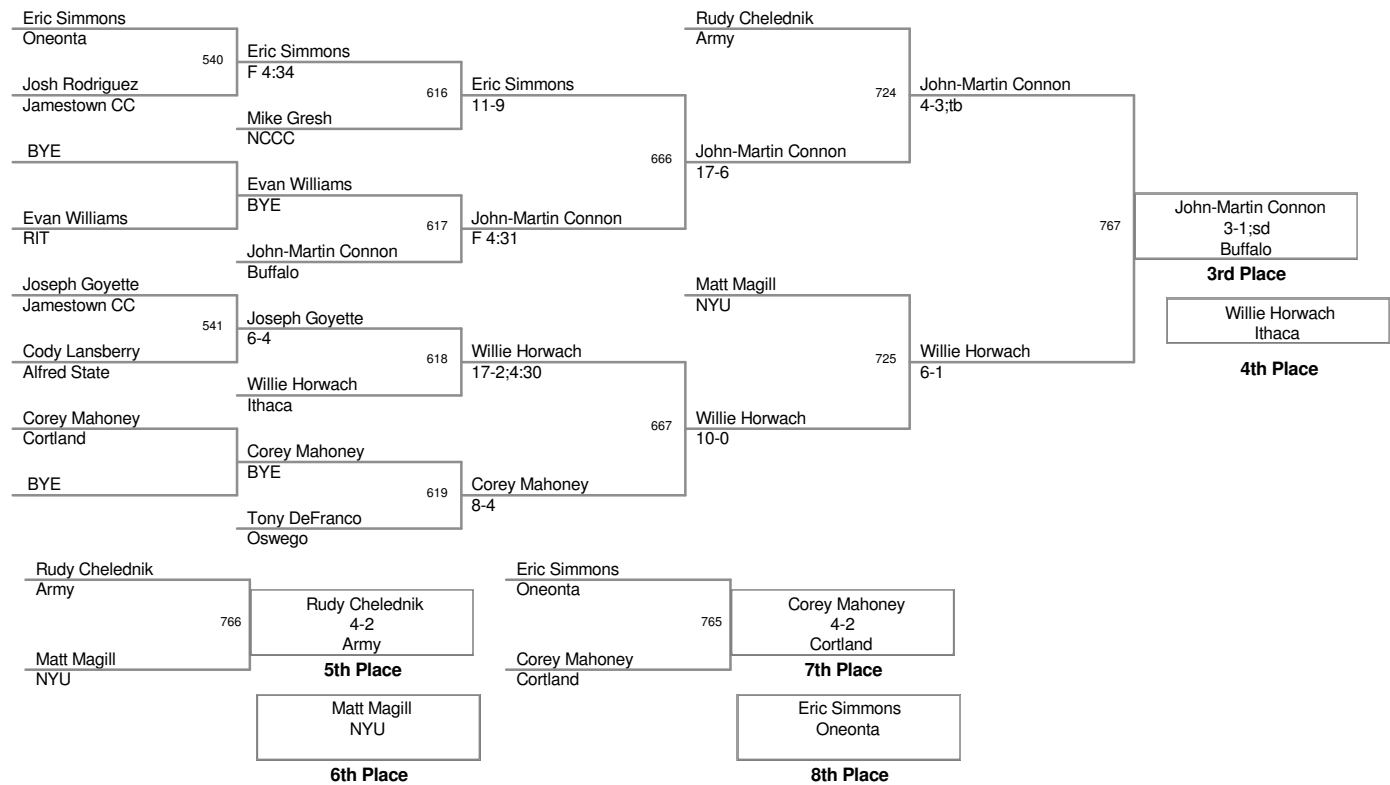 Eric Simmons
Oneonta
540
Josh Rodriguez
Jamestown CC
BYE
Evan Williams
RIT
Joseph Goyette
Jamestown CC
541
Cody Lansberry
Alfred State
Corey Mahoney
Cortland
BYE
Eric Simmons
F 4:34
616
Mike Gresh
NCCC
Evan Williams
BYE
617
John-Martin Connon
Buffalo
Joseph Goyette
6-4
618
Willie Horwach
Ithaca
Corey Mahoney
BYE
619
Tony DeFranco
Oswego
Eric Simmons
11-9
666
John-Martin Connon
F 4:31
Willie Horwach
17-2;4:30
667
Corey Mahoney
8-4
Rudy Chelednik
Army
724
John-Martin Connon
17-6
Matt Magill
NYU
725
Willie Horwach
10-0
John-Martin Connon
4-3;tb
767
Willie Horwach
6-1
John-Martin Connon
3-1;sd
Buffalo
3rd Place
Willie Horwach
Ithaca
4th Place
Rudy Chelednik
Army
766
Matt Magill
NYU
Rudy Chelednik
4-2
Army
5th Place
Matt Magill
NYU
6th Place
Eric Simmons
Oneonta
765
Corey Mahoney
Cortland
Corey Mahoney
4-2
Cortland
7th Place
Eric Simmons
Oneonta
8th Place